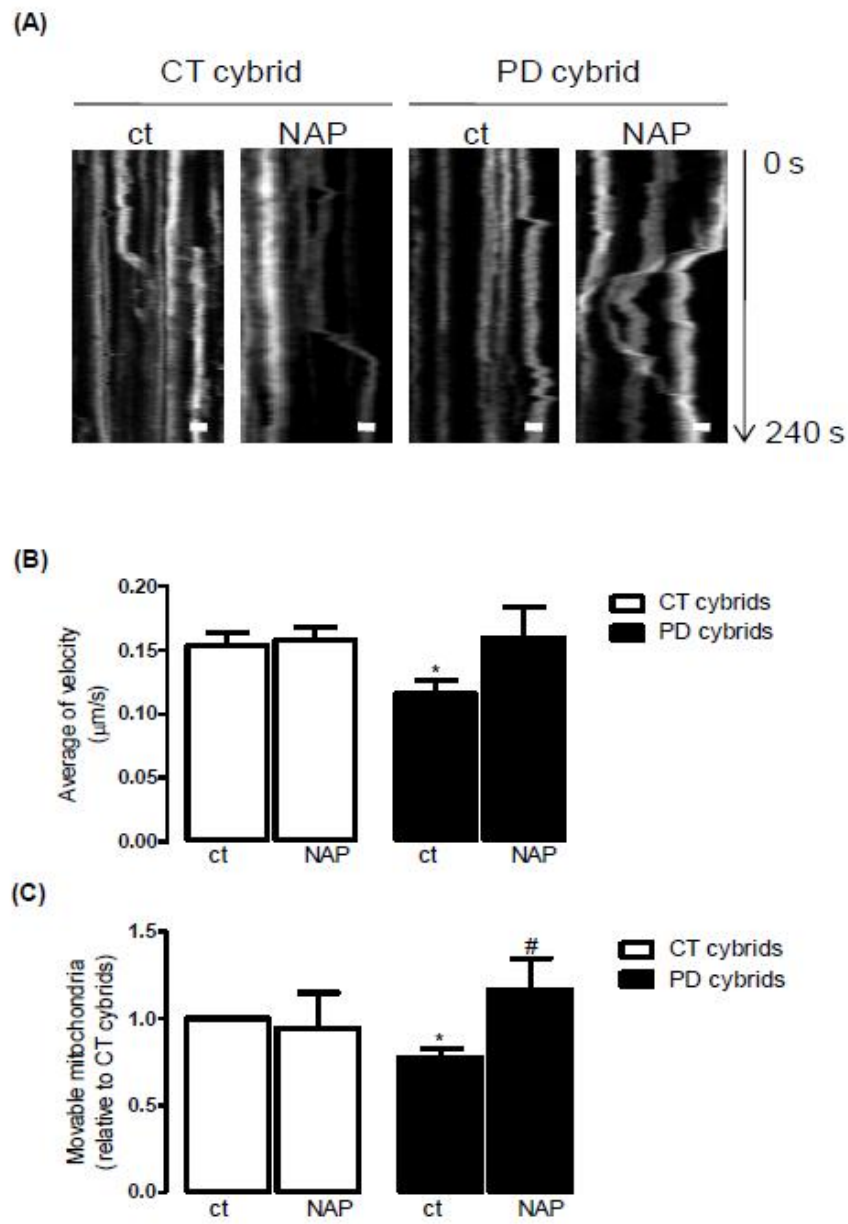 (A)
CT cybrid PD cybrid
ct NAP ct NAP
0 s
240 s
(B)
Average of velocity
(μm/s)
0.20
0.15
0.10
0.05
0.00
*
ct NAP ct NAP
CT cybrids
PD cybrids
(C)
Movable mitochondria
(relative to CT cybrids)
1.5
1.0
0.5
0.0
*
#
ct NAP ct NAP
CT cybrids
PD cybrids